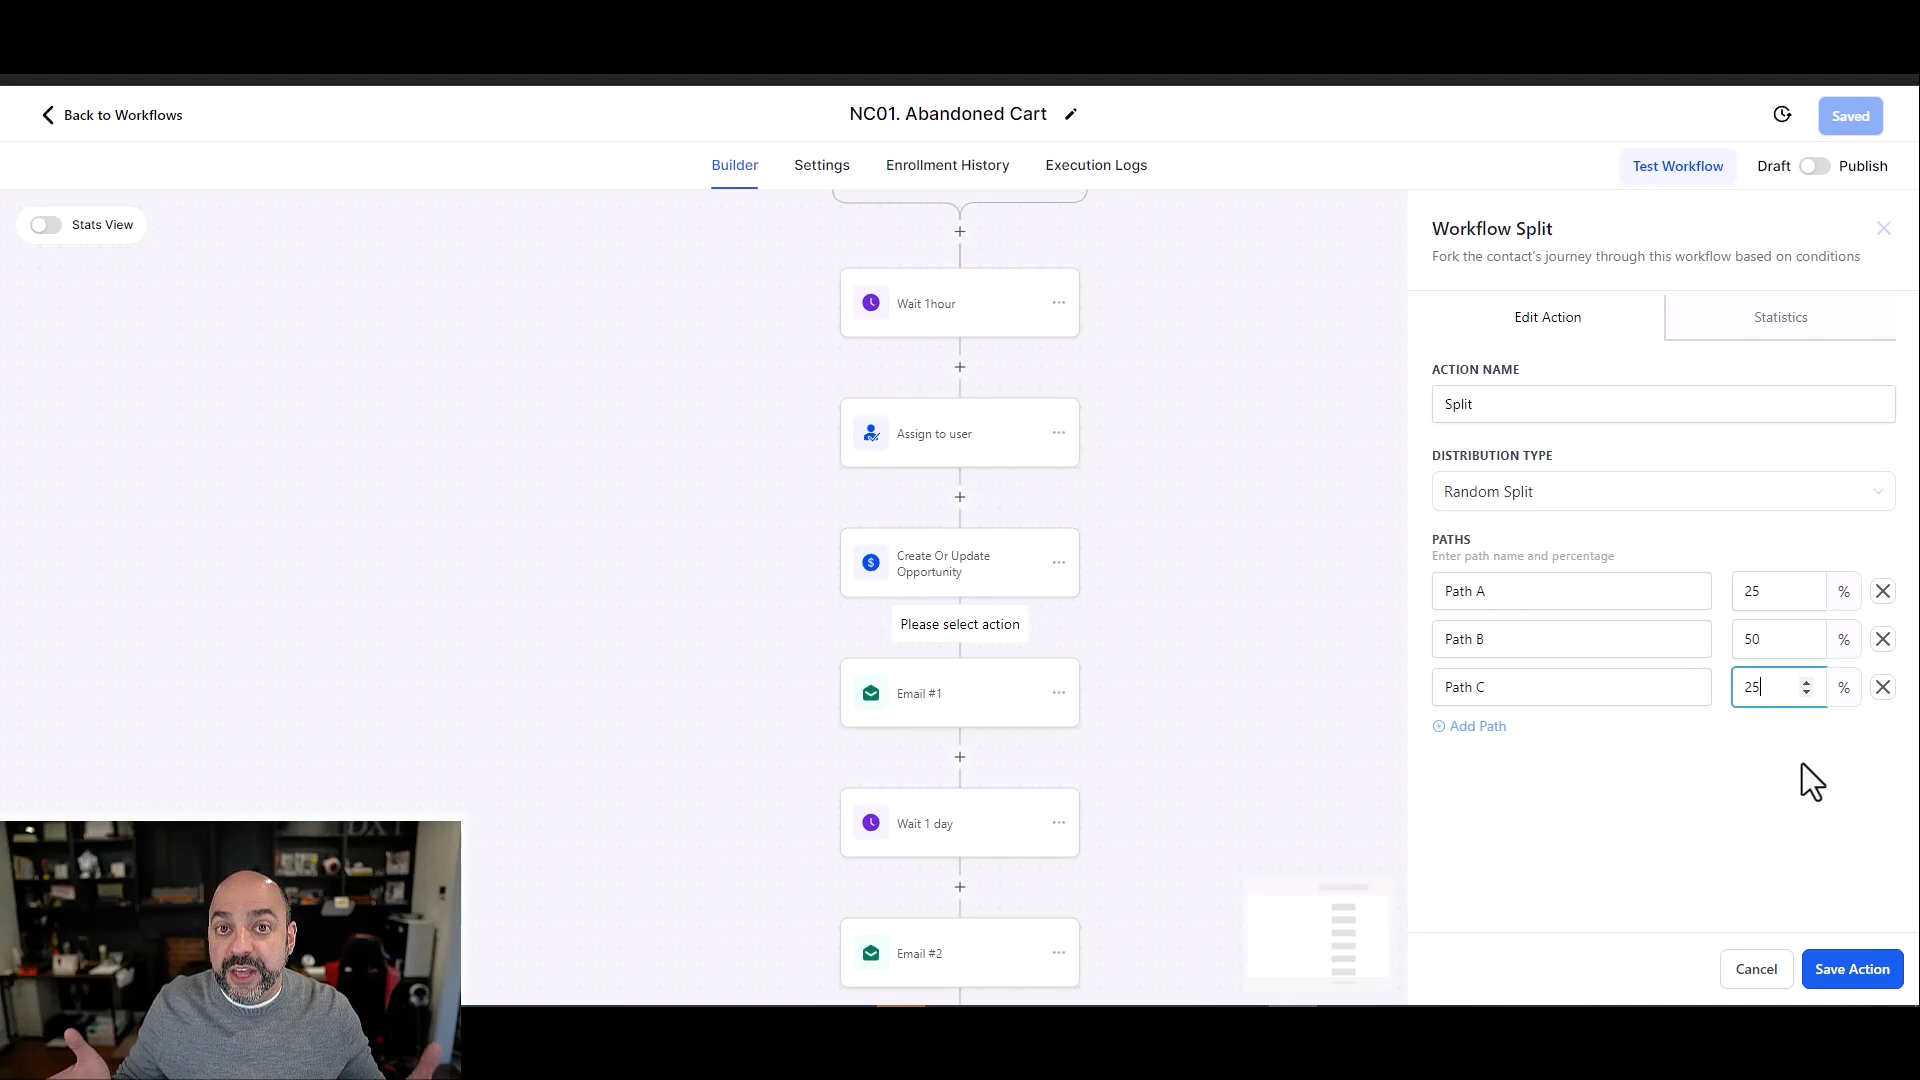 Back to Workflows
NC01. Abandoned Cart
Saved
Builder
Settings
Enrollment History
Execution Logs
Test Workflow
Draft
Publish
Stats View
Wait 1hour
Assign to user
Create Or Update
Opportunity
Please select action
Email #1
Wait 1 day
Email #2
Workflow Split
Fork the contact's journey through this workflow based on conditions
Edit Action
Statistics
ACTION NAME
Split
DISTRIBUTION TYPE
Random Split
PATHS
Enter path name and percentage
Path A 25 %
Path B 50 %
Path C 25 %
Add Path
Cancel
Save Action